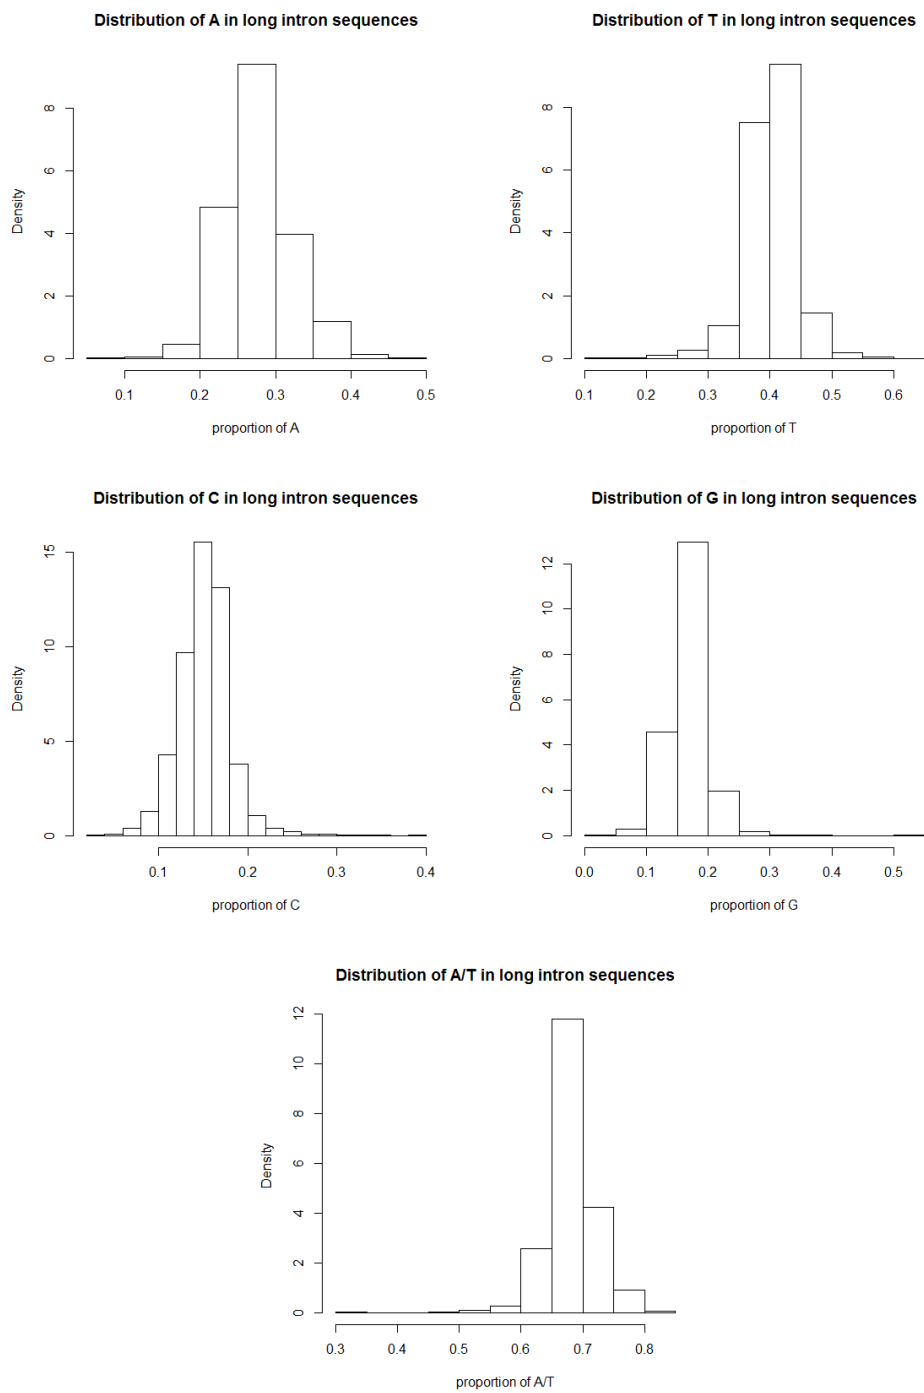 Distribution of A in long intron sequences
Density
0 2 4 6 8
0.1 0.2 0.3 0.4 0.5
proportion of A
Distribution of T in long intron sequences
Density
0 2 4 6 8
0.1 0.2 0.3 0.4 0.5 0.6
proportion of T
Distribution of C in long intron sequences
Density
0 5 10 15
0.1 0.2 0.3 0.4
proportion of C
Distribution of G in long intron sequences
Density
0 2 4 6 8 10 12
0.0 0.1 0.2 0.3 0.4 0.5
proportion of G
Distribution of A/T in long intron sequences
Density
0 2 4 6 8 10 12
0.3 0.4 0.5 0.6 0.7 0.8
proportion of A/T